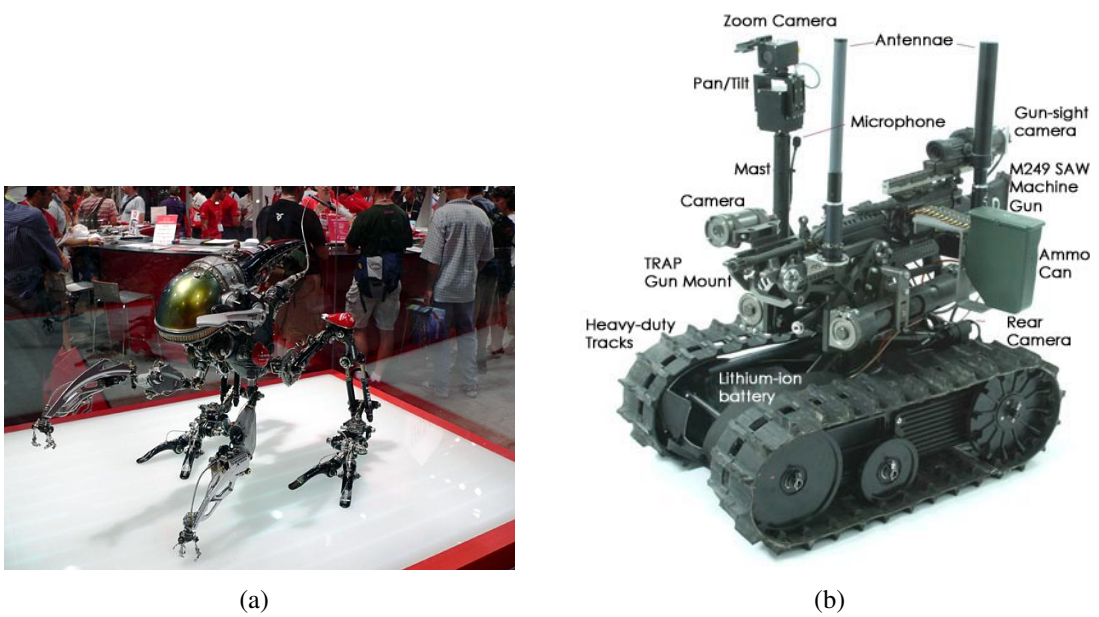 Zoom Camera
Antennae
Pan/Tilt
Microphone
Gun-sight
camera
Mast
M249 SAW
Machine
Gun
Camera
TRAP
Gun Mount
Ammo
Can
Heavy-duty
Tracks
Rear
Camera
Lithium-ion
battery
(a)
(b)